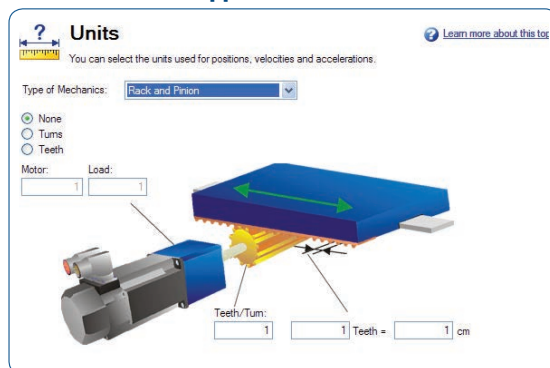 ?
Units
Learn more about this top
You can select the units used for positions, velocities and accelerations.
Type of Mechanics: Rack and Pinion
None
Turns
Teeth
Motor: Load:
1 1
Teeth/Turn:
1 1 Teeth = 1 cm